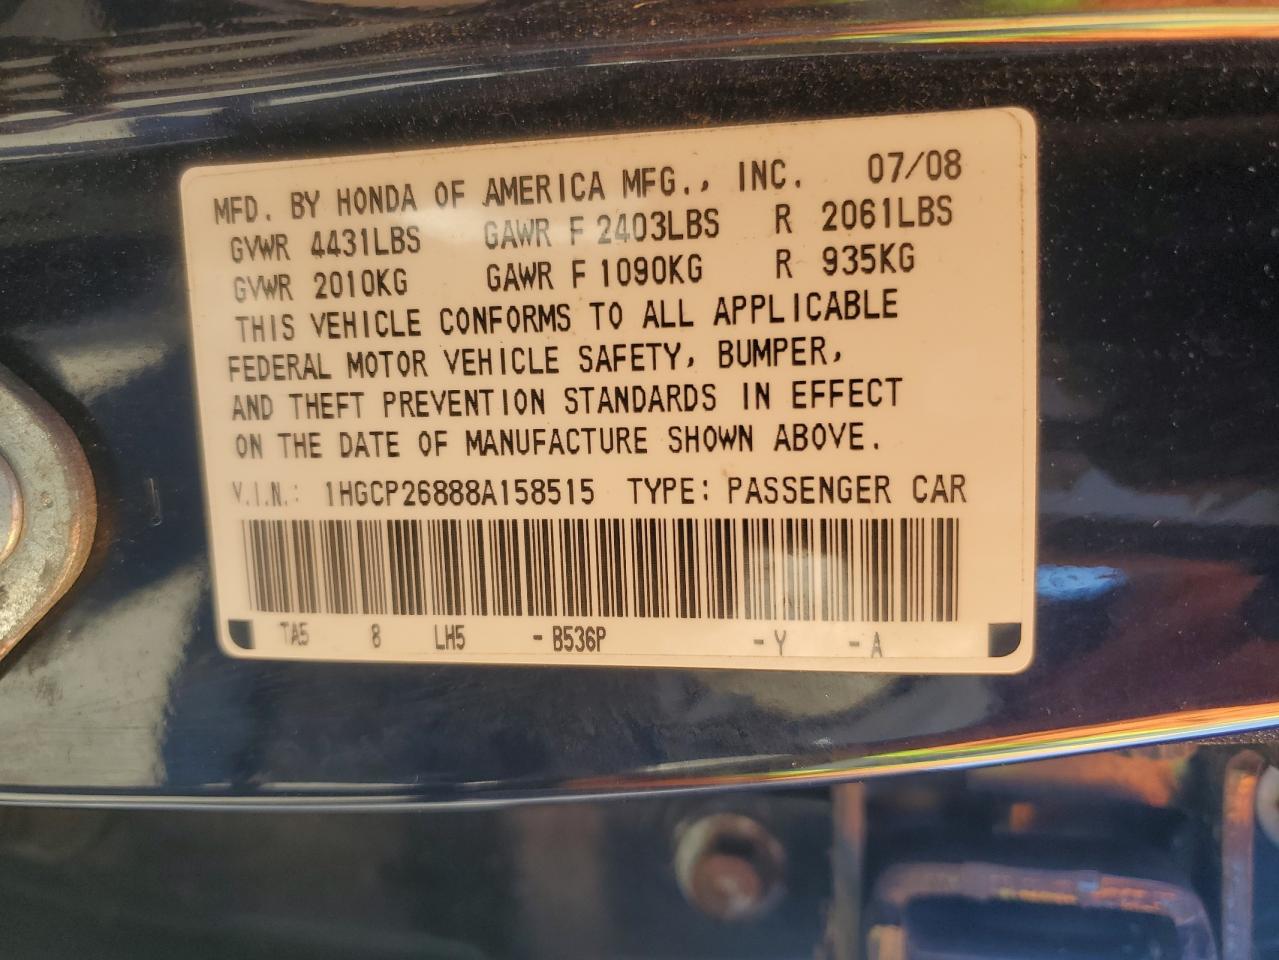 MFD. BY HONDA OF AMERICA MFG., INC. 07/08
GVWR 4431LBS GAWR F 2403LBS R 2061LBS
GVWR 2010KG GAWR F 1090KG R 935KG
THIS VEHICLE CONFORMS TO ALL APPLICABLE
FEDERAL MOTOR VEHICLE SAFETY, BUMPER,
AND THEFT PREVENTION STANDARDS IN EFFECT
ON THE DATE OF MANUFACTURE SHOWN ABOVE.
V.I.N.: 1HGCP26888A158515 TYPE: PASSENGER CAR
TA5 8 LH5 -B536P -Y -A